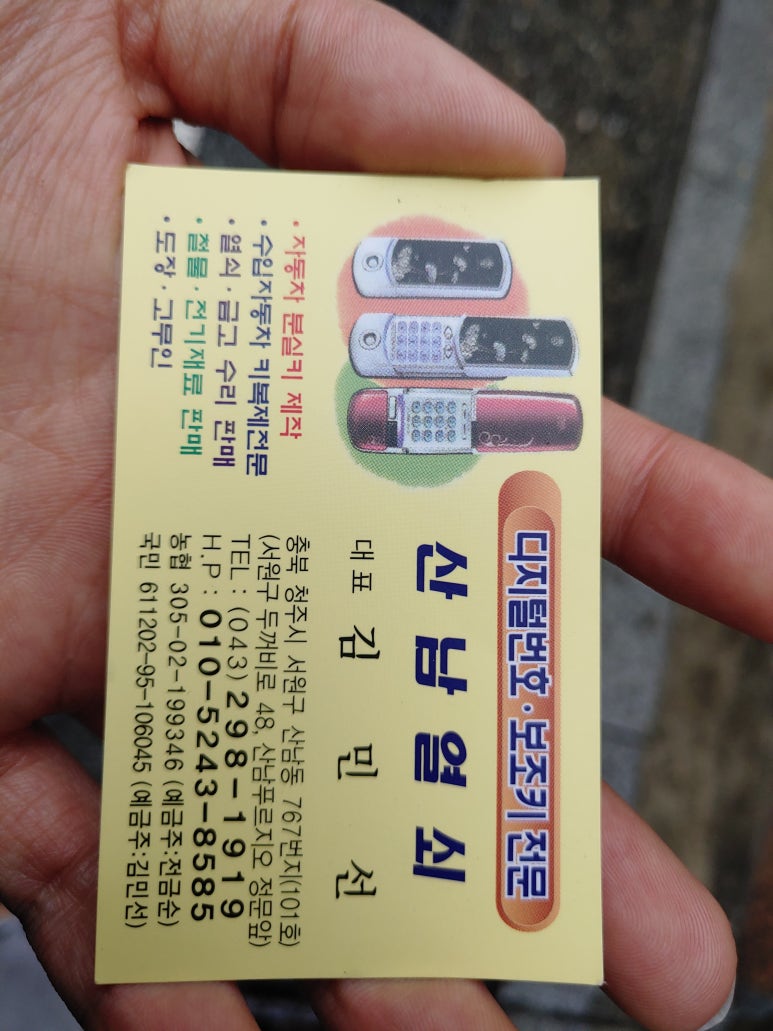 디지털번호·보조키 전문
산남열쇠
대표 김민선
· 자동차 분실키 제작
· 수입자동차 키복제전문
· 열쇠·금고 수리 판매
· 철물·전기재료 판매
· 도장·고무인
충북 청주시 서원구 산남동 767번지(101호)
(서원구 두꺼비로 48, 산남푸르지오 정문앞)
TEL : (043) 298-1919
H.P : 010-5243-8585
농협 305-02-199346 (예금주:전금순)
국민 611202-95-106045 (예금주:김민선)